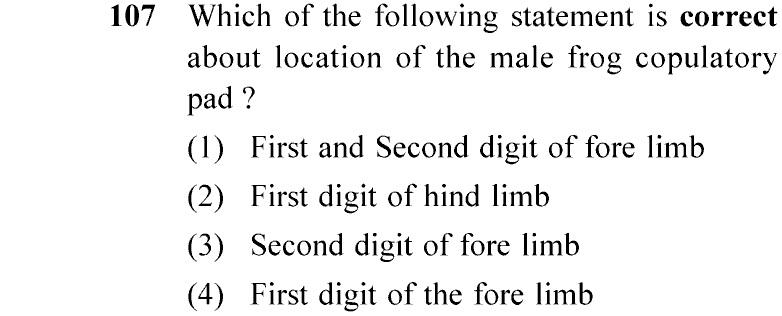 107 Which of the following statement is correct
about location of the male frog copulatory
pad ?
(1) First and Second digit of fore limb
(2) First digit of hind limb
(3) Second digit of fore limb
(4) First digit of the fore limb